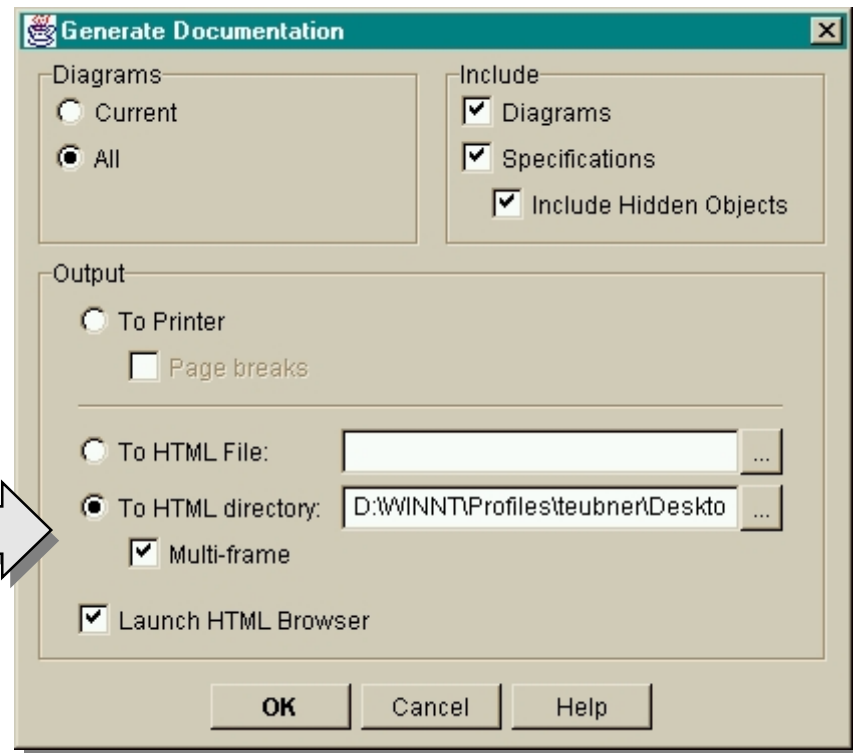 Generate Documentation
Diagrams
Current
All
Include
Diagrams
Specifications
Include Hidden Objects
Output
To Printer
Page breaks
To HTML File:
...
To HTML directory:
D:\WINNT\Profiles\teubner\Deskto
...
Multi-frame
Launch HTML Browser
OK
Cancel
Help